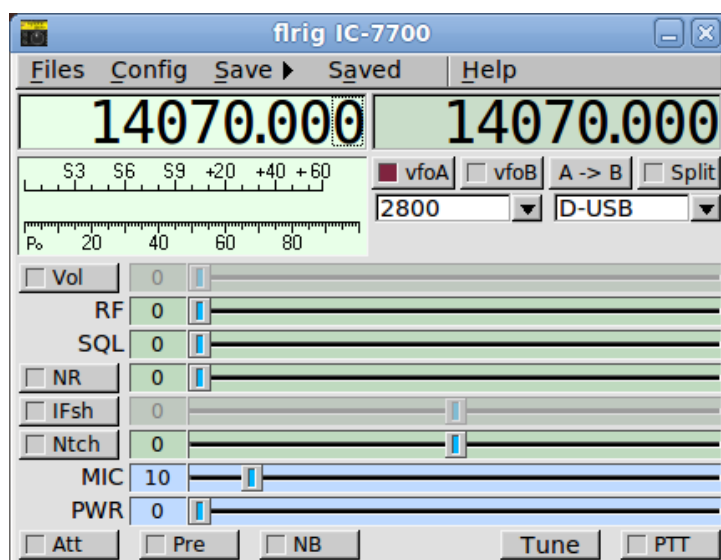 flrig IC-7700
Files Config Save Saved Help
14070.000 14070.000
S3 S6 S9 +20 +40 +60
vfoA vfoB A -> B Split
2800 D-USB
Po 20 40 60 80
Vol 0
RF 0
SQL 0
NR 0
IFsh 0
Ntch 0
MIC 10
PWR 0
Att Pre NB Tune PTT